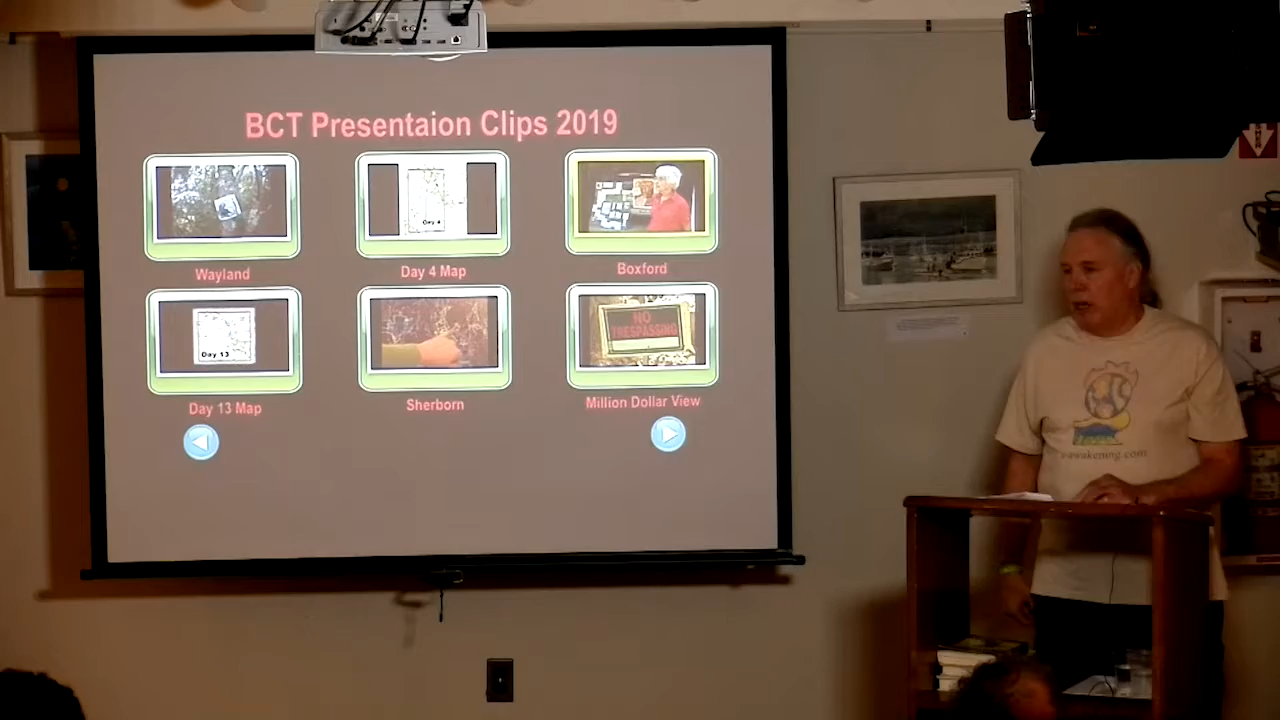 BCT Presentaion Clips 2019
Day 4
Wayland
Day 4 Map
Boxford
Day 13
NO
TRESPASSING
Day 13 Map
Sherborn
Million Dollar View
awakening.com